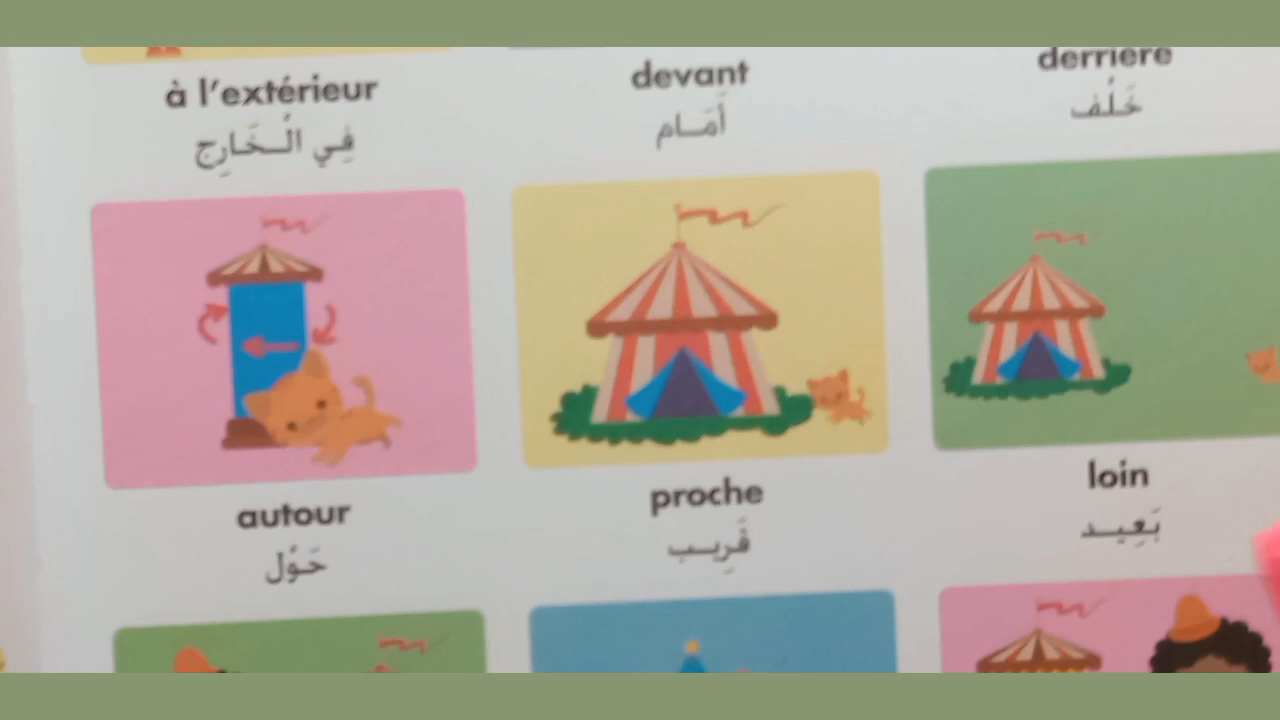 à l'extérieur
فِي الْخَارِج
devant
أَمَام
derrière
خَلْف
autour
حَوْل
proche
قَرِيب
loin
بَعِيد